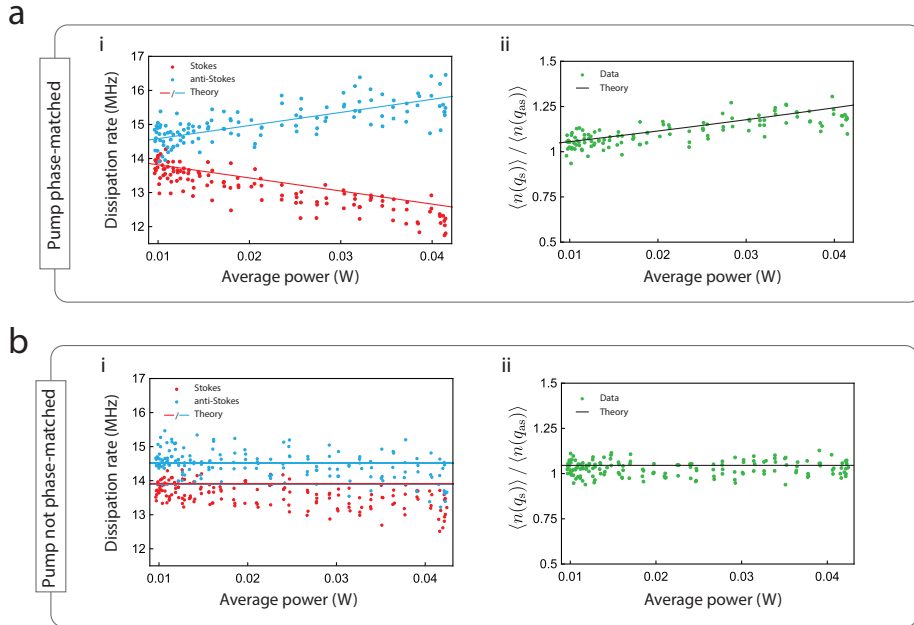 a
Pump phase-matched
i
Dissipation rate (MHz)
17
16
15
14
13
12
Stokes
anti-Stokes
Theory
0.01
0.02
0.03
0.04
Average power (W)
ii
⟨n(q_s)⟩ / ⟨n(q_as)⟩
1.5
1.25
1
0.75
0.5
Data
Theory
0.01
0.02
0.03
0.04
Average power (W)
b
Pump not phase-matched
i
Dissipation rate (MHz)
17
16
15
14
13
12
Stokes
anti-Stokes
Theory
0.01
0.02
0.03
0.04
Average power (W)
ii
⟨n(q_s)⟩ / ⟨n(q_as)⟩
1.5
1.25
1
0.75
0.5
Data
Theory
0.01
0.02
0.03
0.04
Average power (W)